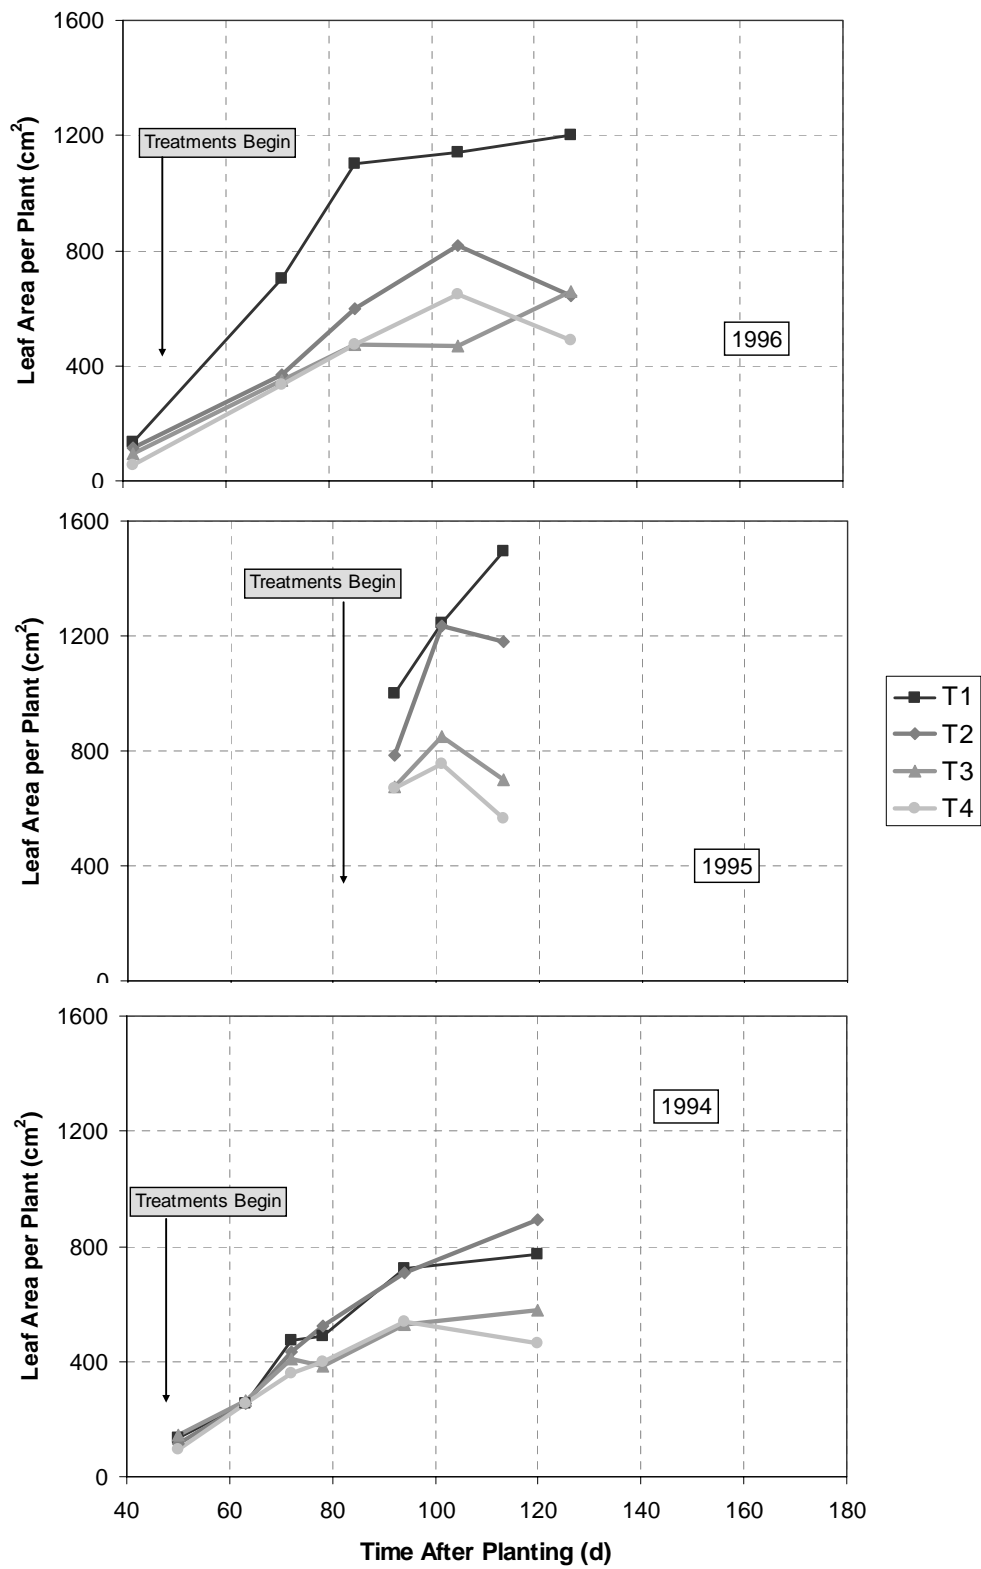 1600
1200
800
400
0
Leaf Area per Plant (cm²)
Treatments Begin
1996
1600
1200
800
400
0
Leaf Area per Plant (cm²)
Treatments Begin
1995
T1
T2
T3
T4
1600
1200
800
400
0
Leaf Area per Plant (cm²)
1994
Treatments Begin
40 60 80 100 120 140 160 180
Time After Planting (d)